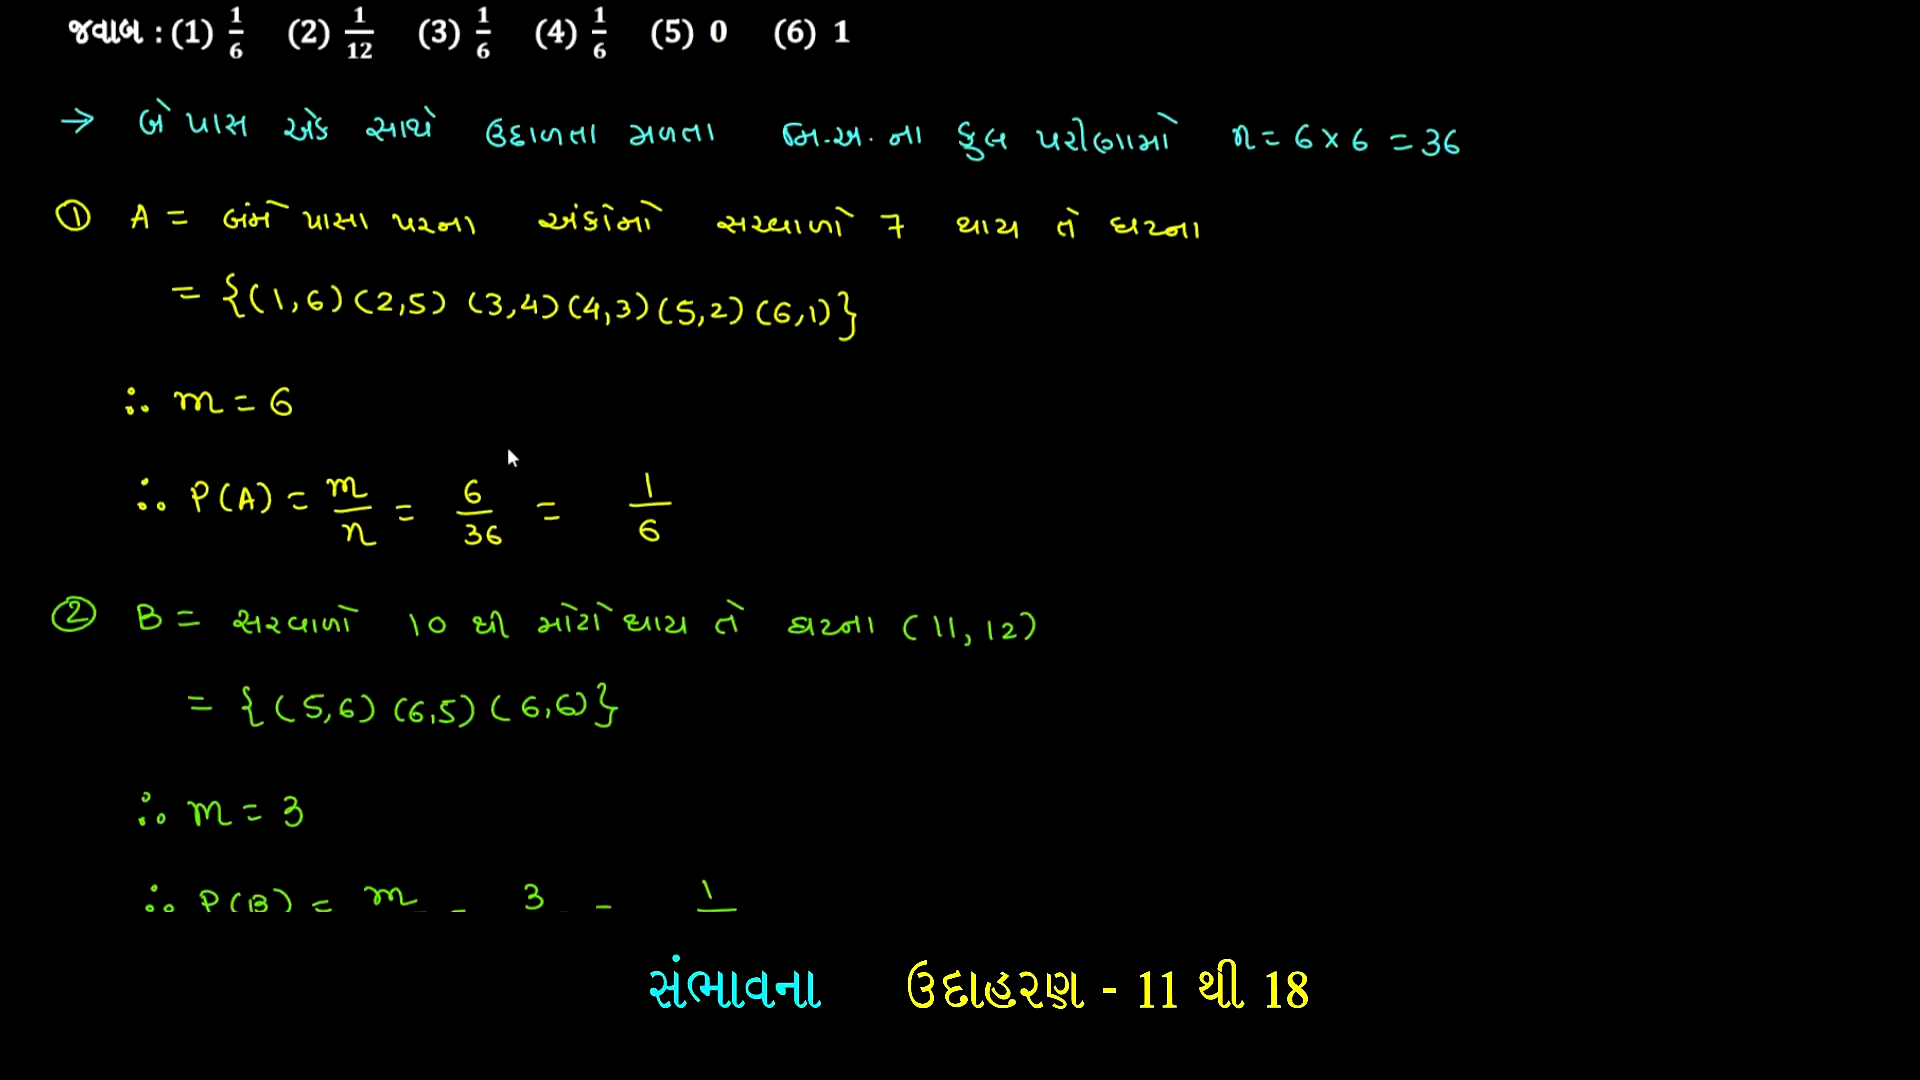 જવાબ : (1) 1/6 (2) 1/12 (3) 1/6 (4) 1/6 (5) 0 (6) 1
→ બે પાસા એક સાથે ઉછાળતા મળતા નિ.અ. ના કુલ પરીણામો n = 6 × 6 = 36
① A = બંને પાસા પરના અંકોનો સરવાળો 7 થાય તે ઘટના
= {(1,6) (2,5) (3,4) (4,3) (5,2) (6,1)}
∴ m = 6
∴ P(A) = m/n = 6/36 = 1/6
② B = સરવાળો 10 થી મોટો થાય તે ઘટના (11, 12)
= {(5,6) (6,5) (6,6)}
∴ m = 3
∴ P(B) = m = 3 = 1
સંભાવના ઉદાહરણ - 11 થી 18